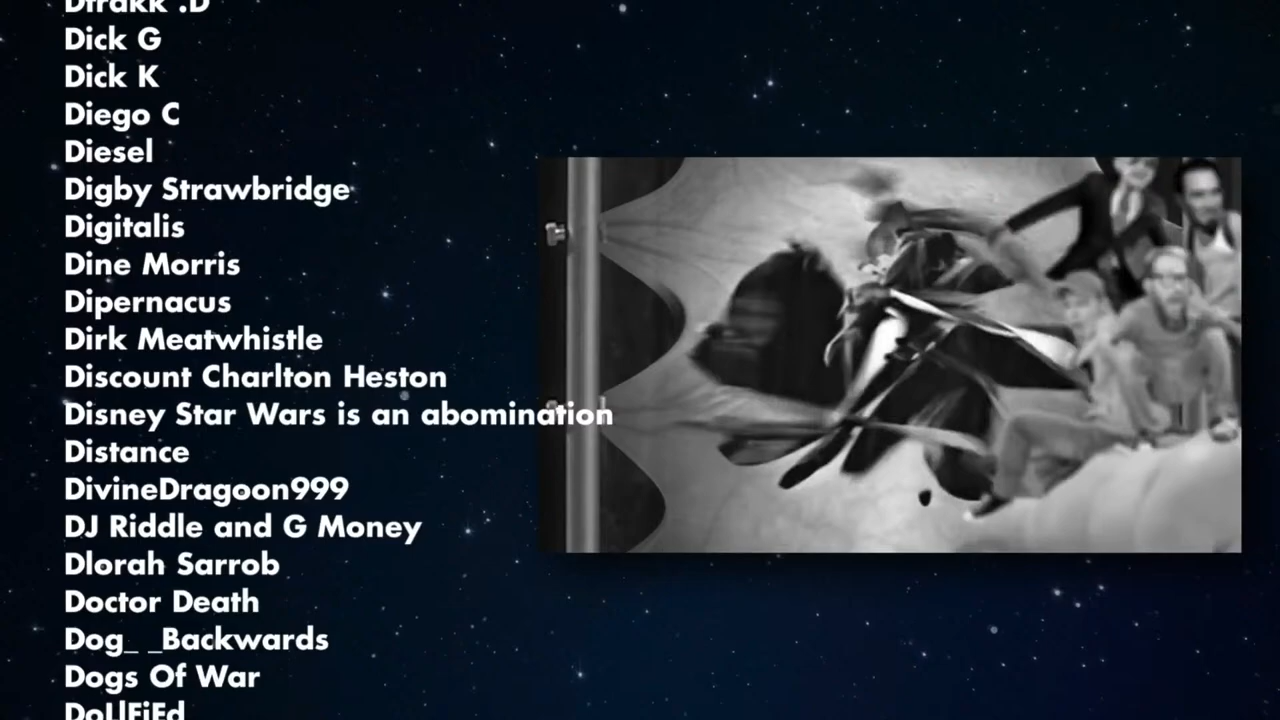 Dick G
Dick K
Diego C
Diesel
Digby Strawbridge
Digitalis
Dine Morris
Dipernacus
Dirk Meatwhistle
Discount Charlton Heston
Disney Star Wars is an abomination
Distance
DivineDragoon999
DJ Riddle and G Money
Dlorah Sarrob
Doctor Death
Dog_ _Backwards
Dogs Of War